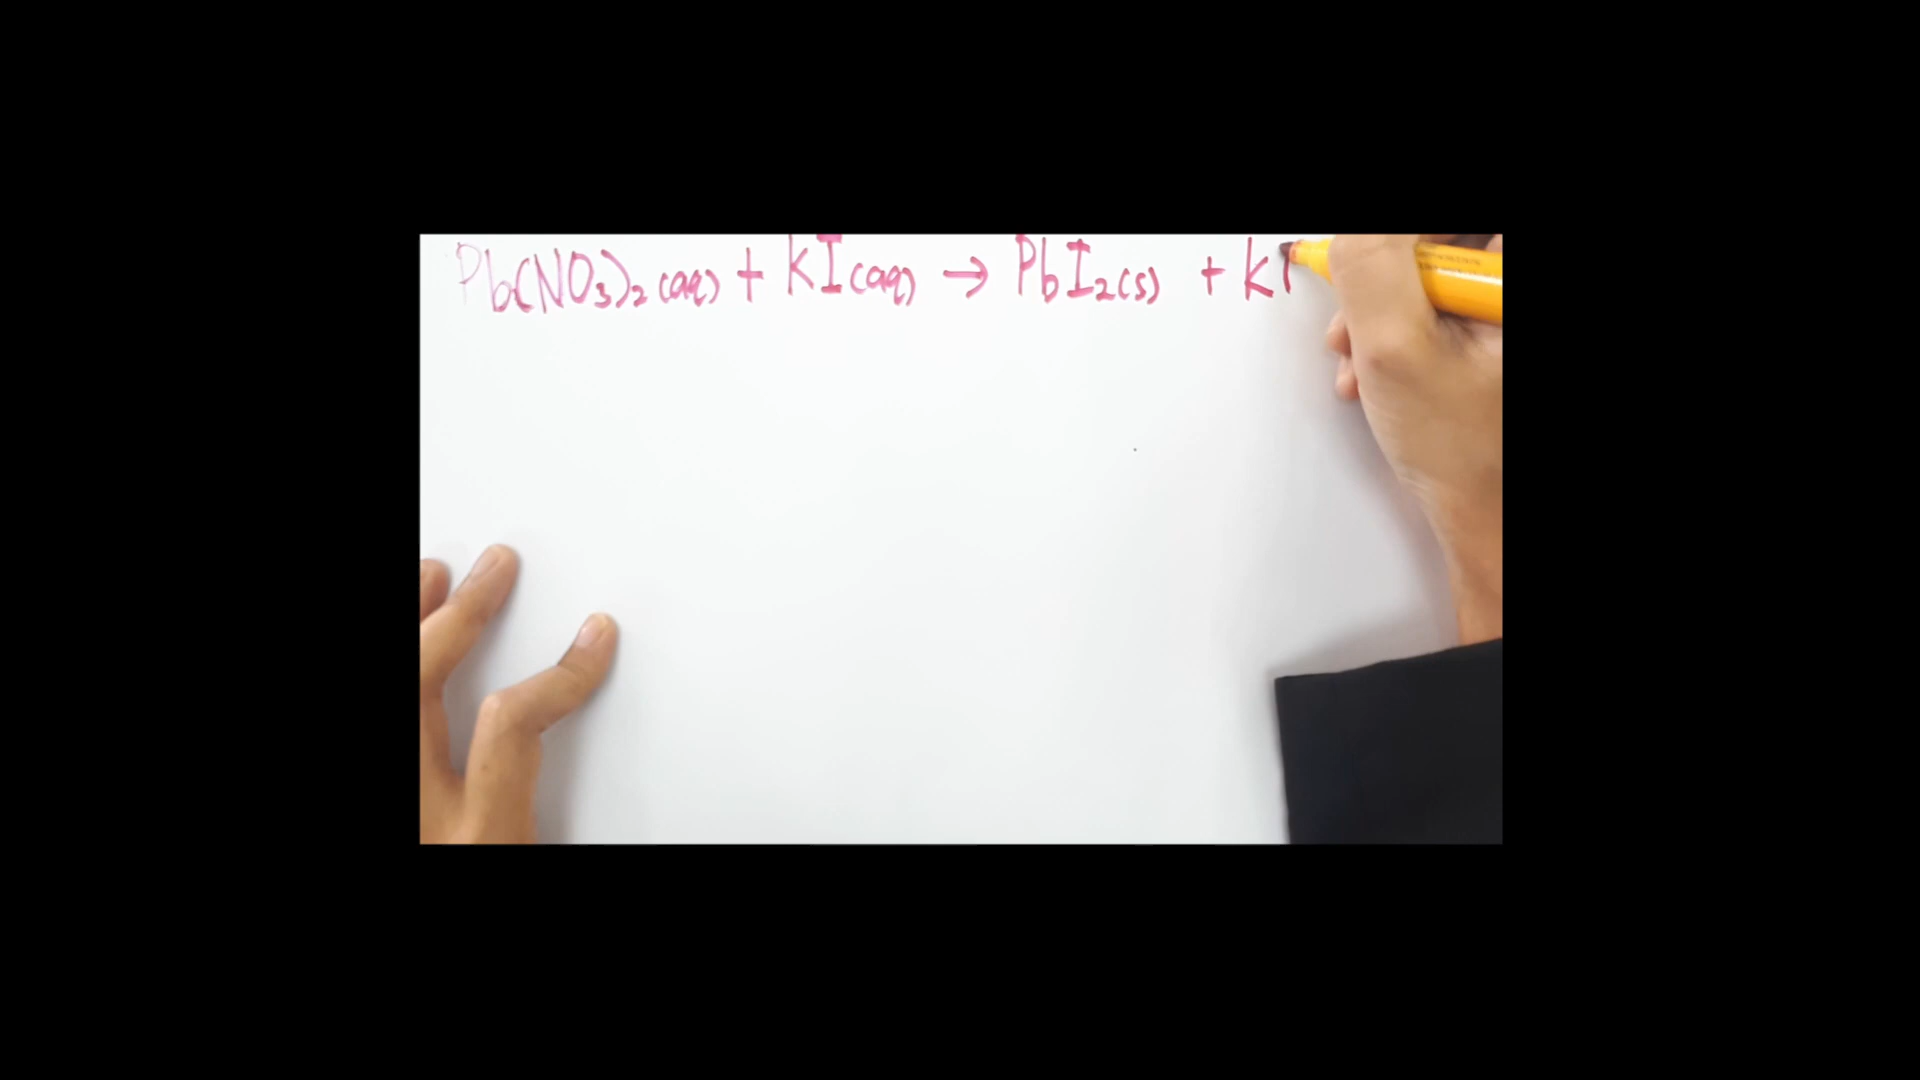 Pb(NO₃)₂ (aq) + KI (aq) → PbI₂(s) + K